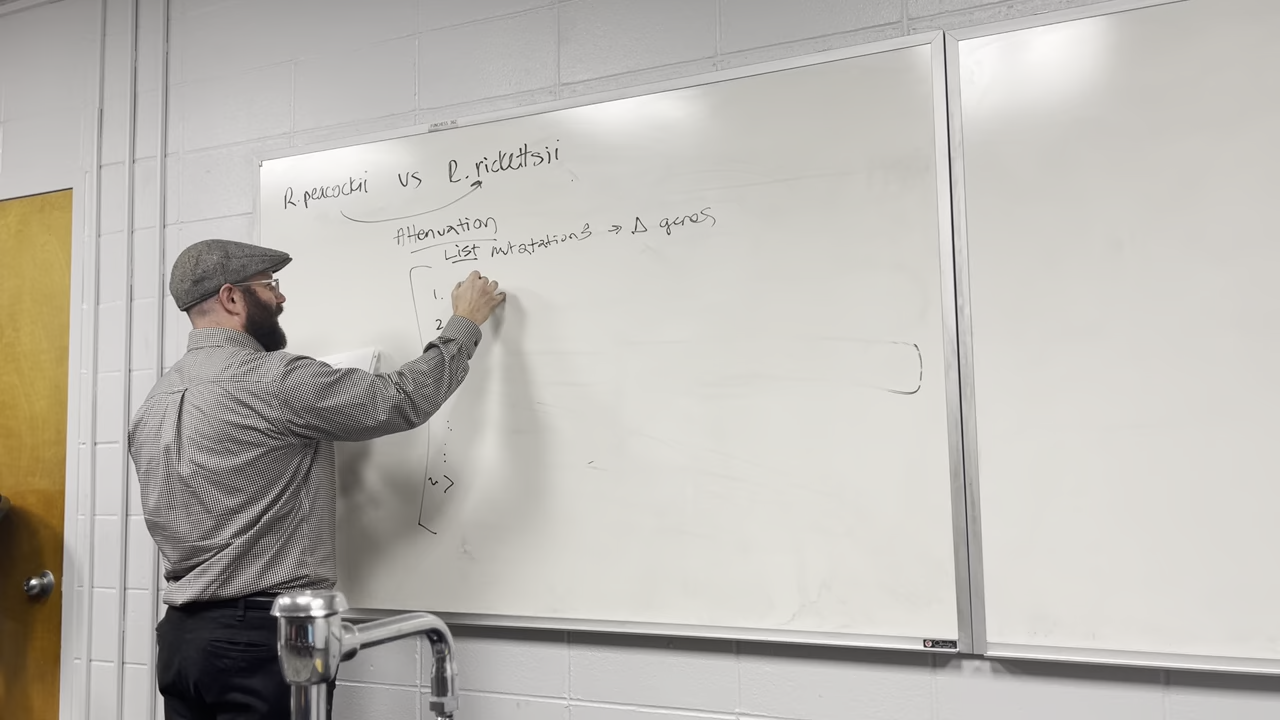 R. peacockii vs R. rickettsii
Attenuation
List mutations → Δ genes
1.
2